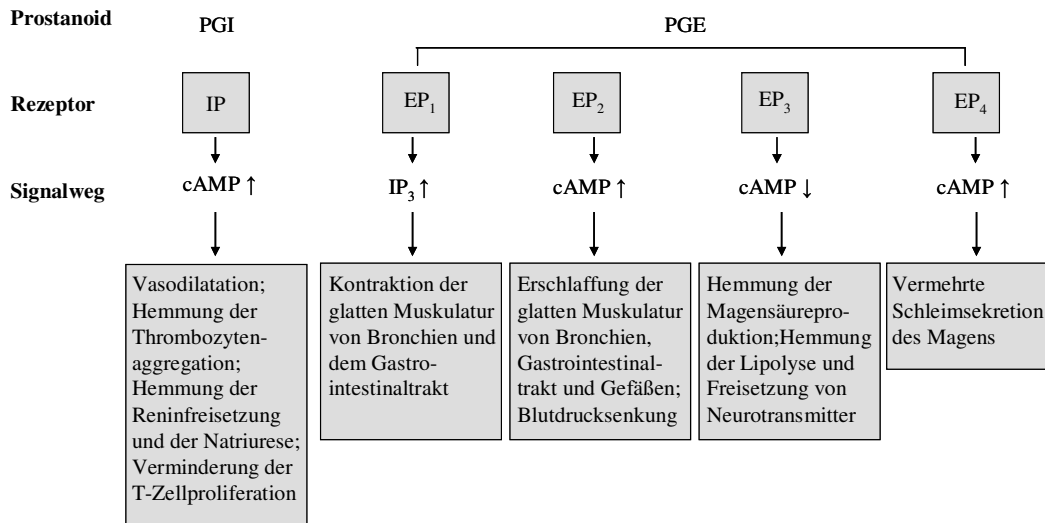 Prostanoid
PGI
PGE
Rezeptor
IP
EP1
EP2
EP3
EP4
Signalweg
cAMP ↑
IP3 ↑
cAMP ↑
cAMP ↓
cAMP ↑
Vasodilatation;
Hemmung der
Thrombozyten-
aggregation;
Hemmung der
Reninfreisetzung
und der Natriurese;
Verminderung der
T-Zellproliferation
Kontraktion der
glatten Muskulatur
von Bronchien und
dem Gastro-
intestinaltrakt
Erschlaffung der
glatten Muskulatur
von Bronchien,
Gastrointestinal-
trakt und Gefäßen;
Blutdrucksenkung
Hemmung der
Magensäurepro-
duktion;Hemmung
der Lipolyse und
Freisetzung von
Neurotransmitter
Vermehrte
Schleimsekretion
des Magens